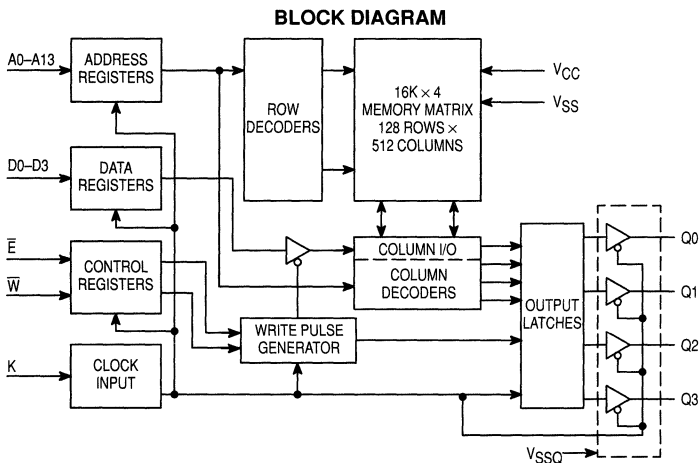 BLOCK DIAGRAM
A0–A13
ADDRESS
REGISTERS
ROW
DECODERS
16K × 4
MEMORY MATRIX
128 ROWS ×
512 COLUMNS
VCC
VSS
D0–D3
DATA
REGISTERS
E̅
W̅
CONTROL
REGISTERS
COLUMN I/O
COLUMN
DECODERS
OUTPUT
LATCHES
Q0
Q1
Q2
Q3
WRITE PULSE
GENERATOR
K
CLOCK
INPUT
VSSQ